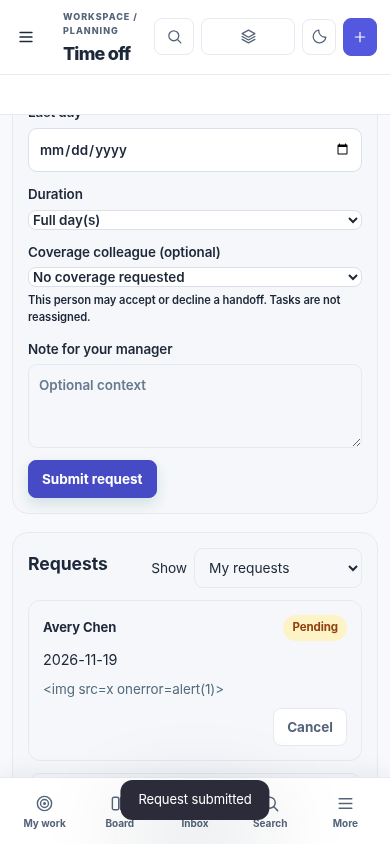 WORKSPACE /
PLANNING
Time off
Last day
mm/dd/yyyy
Duration
Full day(s)
Coverage colleague (optional)
No coverage requested
This person may accept or decline a handoff. Tasks are not
reassigned.
Note for your manager
Optional context
Submit request
Requests
Show
My requests
Avery Chen
Pending
2026-11-19
<img src=x onerror=alert(1)>
Cancel
Request submitted
My work
Board
Inbox
Search
More